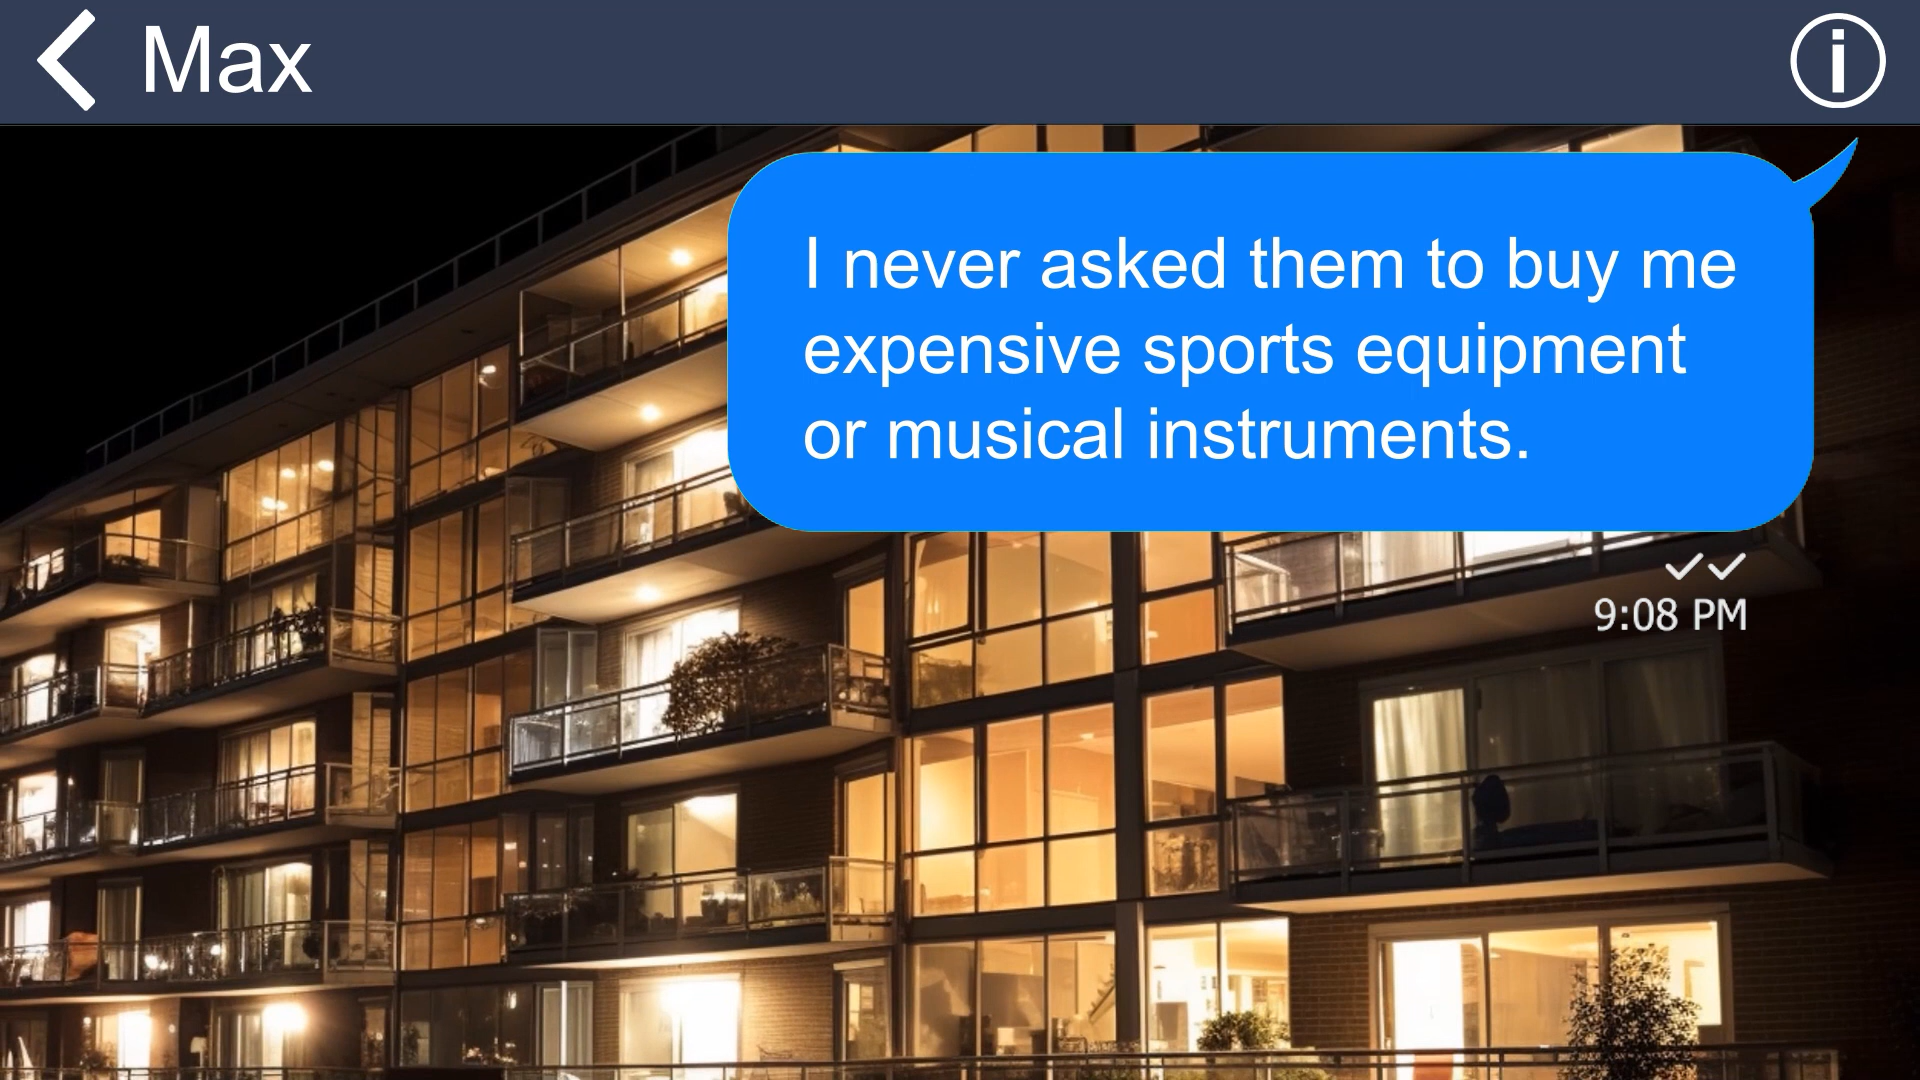 Max
I never asked them to buy me
expensive sports equipment
or musical instruments.
9:08 PM